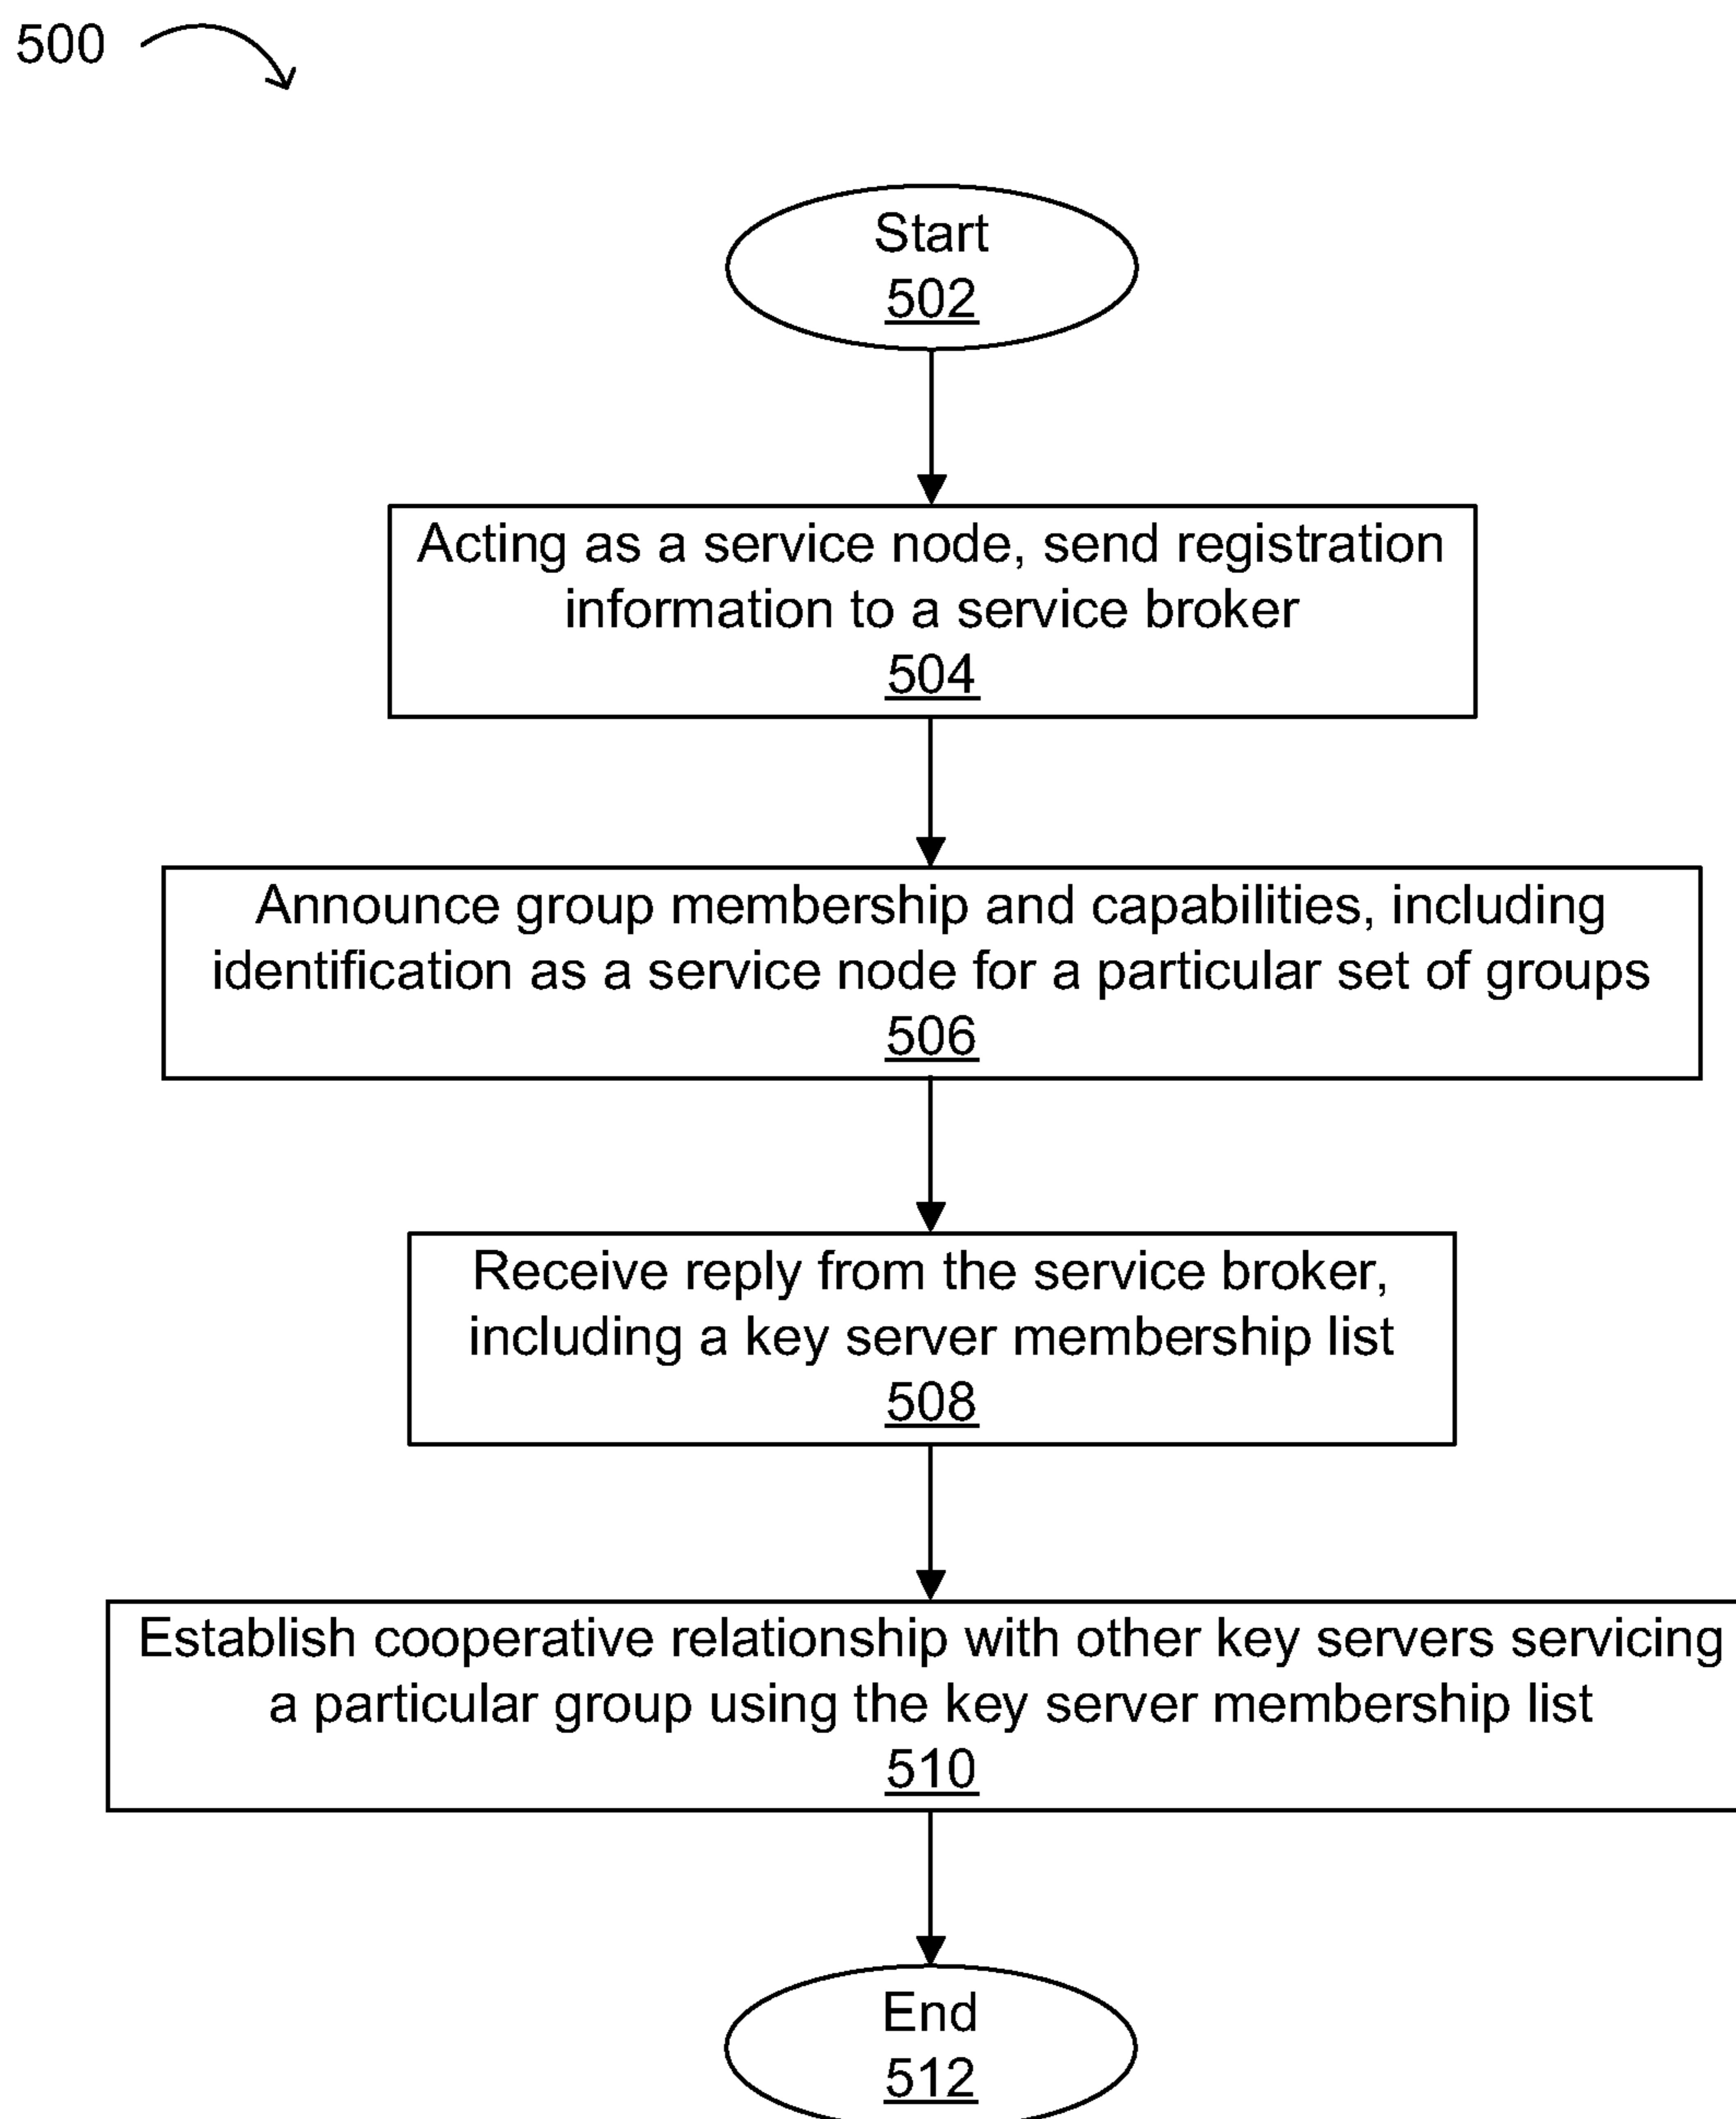 500
Start
502
Acting as a service node, send registration
information to a service broker
504
Announce group membership and capabilities, including
identification as a service node for a particular set of groups
506
Receive reply from the service broker,
including a key server membership list
508
Establish cooperative relationship with other key servers servicing
a particular group using the key server membership list
510
End
512